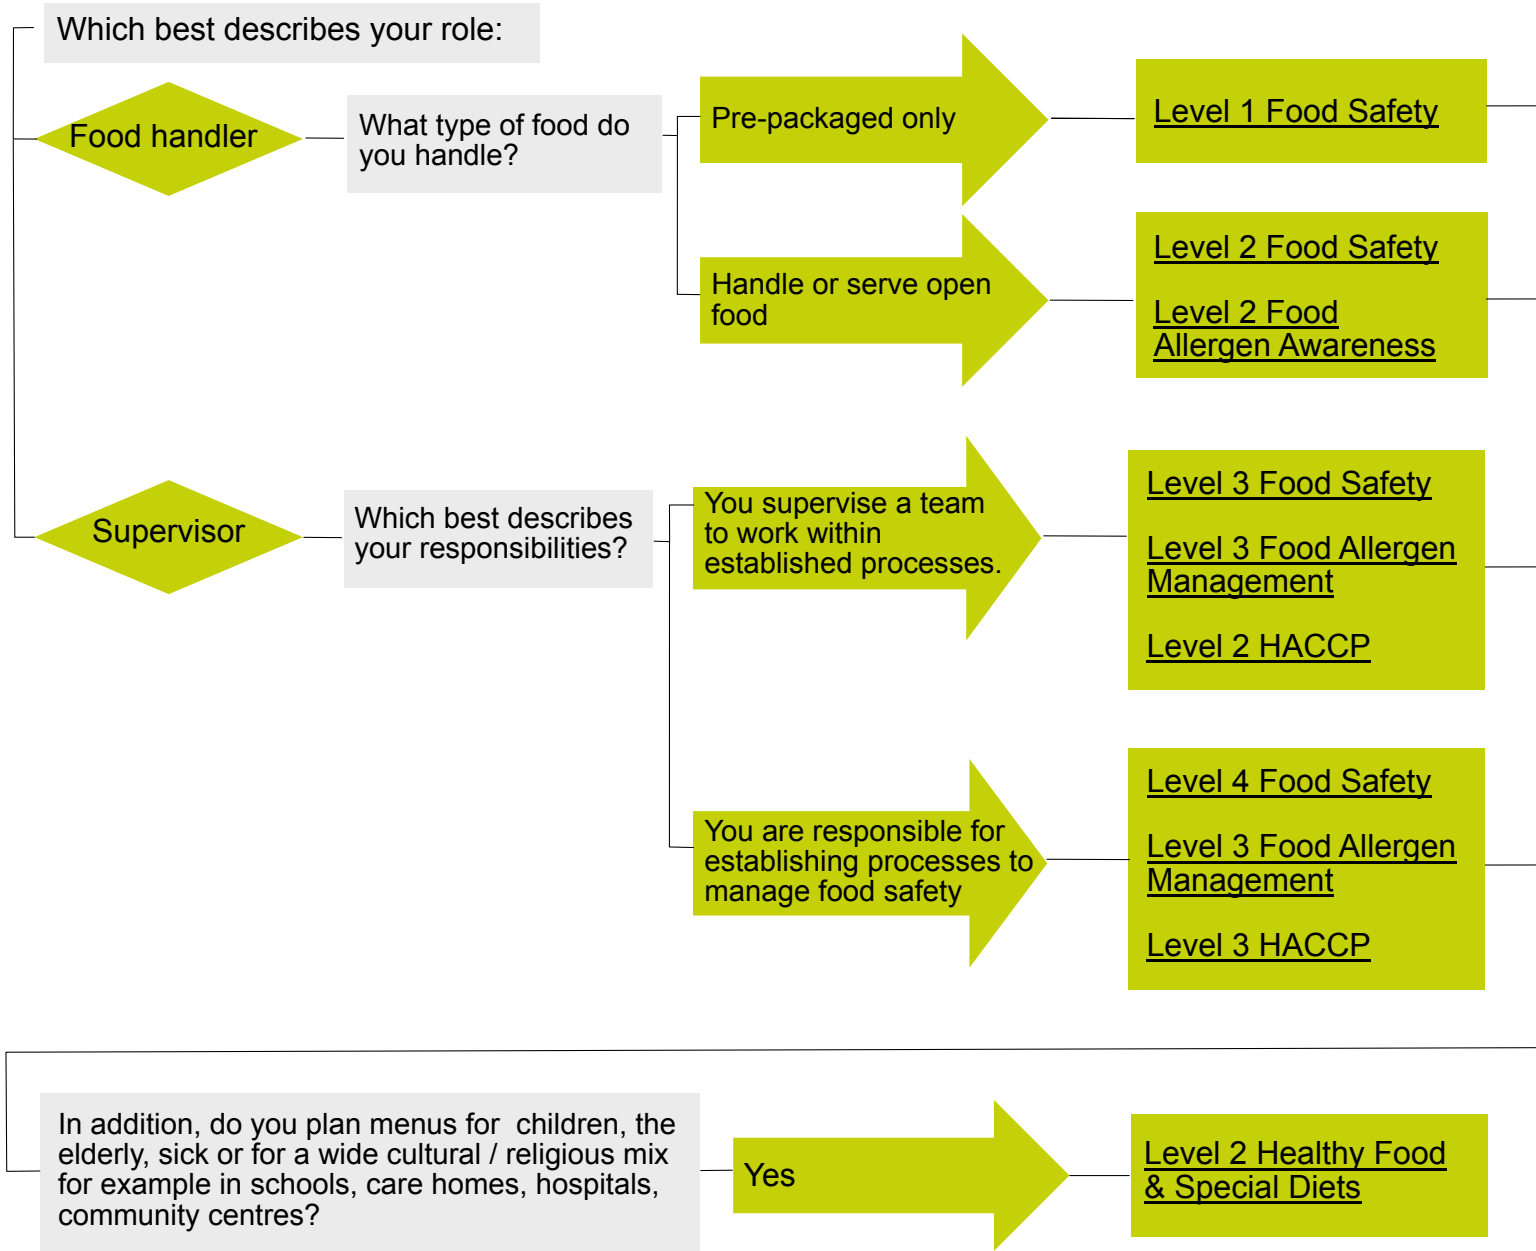 Which best describes your role:
Food handler
What type of food do
you handle?
Pre-packaged only
Level 1 Food Safety
Handle or serve open
food
Level 2 Food Safety
Level 2 Food
Allergen Awareness
Supervisor
Which best describes
your responsibilities?
You supervise a team
to work within
established processes.
Level 3 Food Safety
Level 3 Food Allergen
Management
Level 2 HACCP
You are responsible for
establishing processes to
manage food safety
Level 4 Food Safety
Level 3 Food Allergen
Management
Level 3 HACCP
In addition, do you plan menus for children, the
elderly, sick or for a wide cultural / religious mix
for example in schools, care homes, hospitals,
community centres?
Yes
Level 2 Healthy Food
& Special Diets